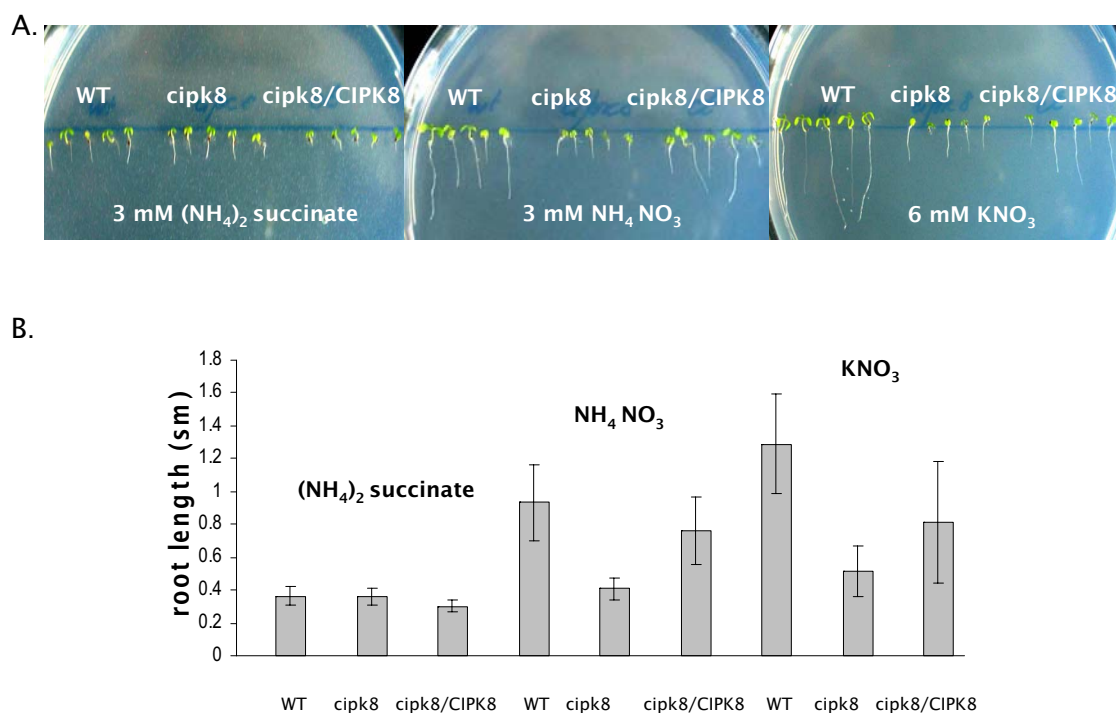 A.
WT cipk8 cipk8/CIPK8
3 mM (NH₄)₂ succinate
WT cipk8 cipk8/CIPK8
3 mM NH₄ NO₃
WT cipk8 cipk8/CIPK8
6 mM KNO₃
B.
root length (sm)
1.8
1.6
1.4
1.2
1
0.8
0.6
0.4
0.2
0
(NH₄)₂ succinate
NH₄ NO₃
KNO₃
WT cipk8 cipk8/CIPK8 WT cipk8 cipk8/CIPK8 WT cipk8 cipk8/CIPK8